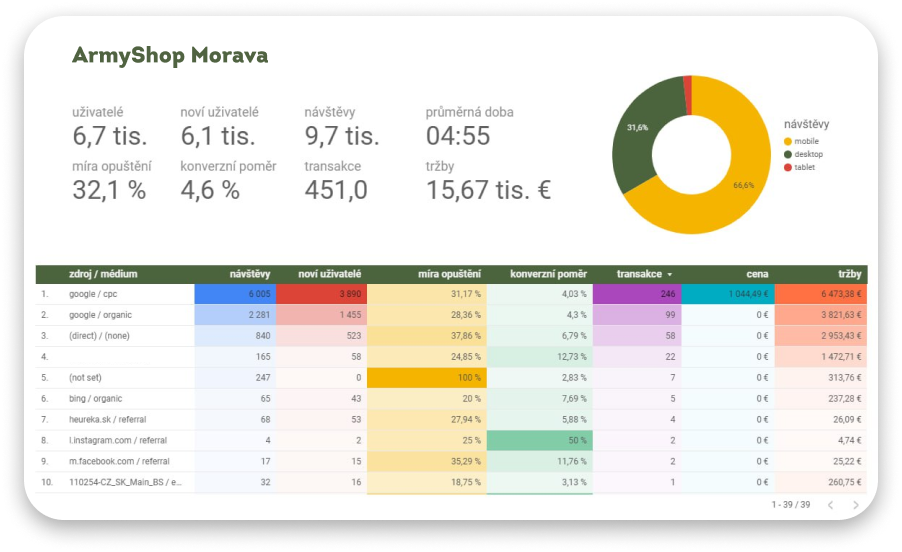 ArmyShop Morava
uživatelé noví uživatelé návštěvy průměrná doba
6,7 tis. 6,1 tis. 9,7 tis. 04:55
míra opuštění konverzní poměr transakce tržby
32,1 % 4,6 % 451,0 15,67 tis. €
31,6%
66,6%
návštěvy
mobile
desktop
tablet
zdroj / médium návštěvy noví uživatelé míra opuštění konverzní poměr transakce cena tržby
1. google / cpc 6 005 3 890 31,17 % 4,03 % 246 1 044,49 € 6 473,38 €
2. google / organic 2 281 1 455 28,36 % 4,3 % 99 0 € 3 821,63 €
3. (direct) / (none) 840 523 37,86 % 6,79 % 58 0 € 2 953,43 €
4. 165 58 24,85 % 12,73 % 22 0 € 1 472,71 €
5. (not set) 247 0 100 % 2,83 % 7 0 € 313,76 €
6. bing / organic 65 43 20 % 7,69 % 5 0 € 237,28 €
7. heureka.sk / referral 68 53 27,94 % 5,88 % 4 0 € 26,09 €
8. l.instagram.com / referral 4 2 25 % 50 % 2 0 € 4,74 €
9. m.facebook.com / referral 17 15 35,29 % 11,76 % 2 0 € 25,22 €
10. 110254-CZ_SK_Main_BS / e... 32 16 18,75 % 3,13 % 1 0 € 260,75 €
1 - 39 / 39